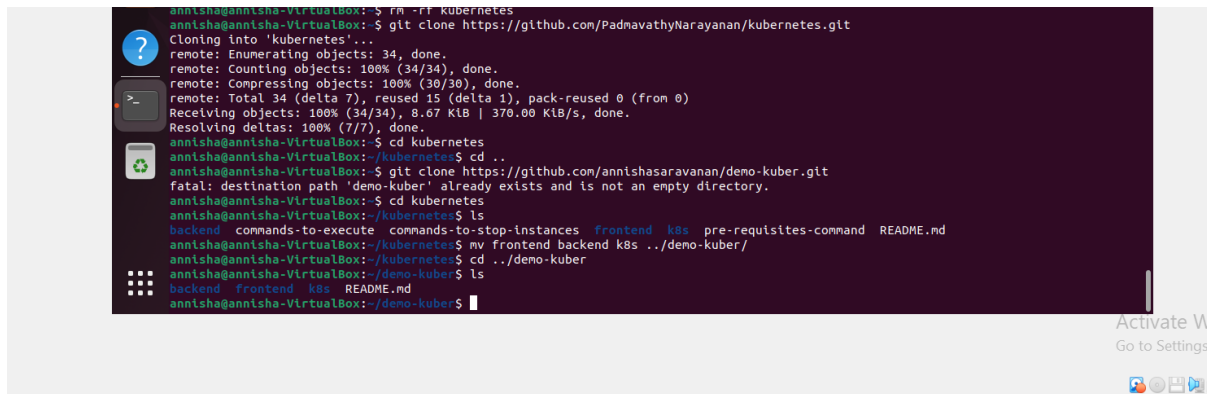 annisha@annisha-VirtualBox:~$ rm -rf kubernetes
annisha@annisha-VirtualBox:~$ git clone https://github.com/PadmavathyNarayanan/kubernetes.git
Cloning into 'kubernetes'...
remote: Enumerating objects: 34, done.
remote: Counting objects: 100% (34/34), done.
remote: Compressing objects: 100% (30/30), done.
remote: Total 34 (delta 7), reused 15 (delta 1), pack-reused 0 (from 0)
Receiving objects: 100% (34/34), 8.67 KiB | 370.00 KiB/s, done.
Resolving deltas: 100% (7/7), done.
annisha@annisha-VirtualBox:~$ cd kubernetes
annisha@annisha-VirtualBox:~/kubernetes$ cd ..
annisha@annisha-VirtualBox:~$ git clone https://github.com/annishasaravanan/demo-kuber.git
fatal: destination path 'demo-kuber' already exists and is not an empty directory.
annisha@annisha-VirtualBox:~$ cd kubernetes
annisha@annisha-VirtualBox:~/kubernetes$ ls
backend commands-to-execute commands-to-stop-instances frontend k8s pre-requisites-command README.md
annisha@annisha-VirtualBox:~/kubernetes$ mv frontend backend k8s ../demo-kuber/
annisha@annisha-VirtualBox:~/kubernetes$ cd ../demo-kuber
annisha@annisha-VirtualBox:~/demo-kuber$ ls
backend frontend k8s README.md
annisha@annisha-VirtualBox:~/demo-kuber$
Activate W
Go to Settings